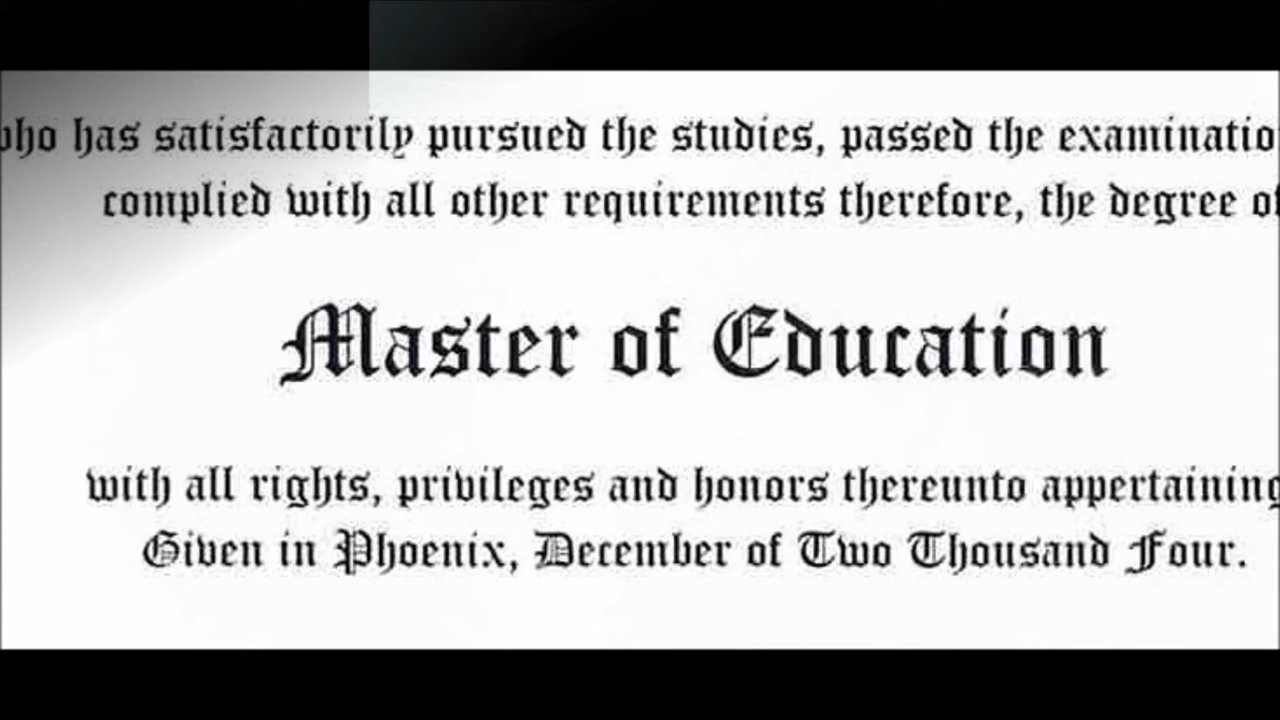 who has satisfactorily pursued the studies, passed the examinatio
complied with all other requirements therefore, the degree of
Master of Education
with all rights, privileges and honors thereunto appertaining
Given in Phoenix, December of Two Thousand Four.